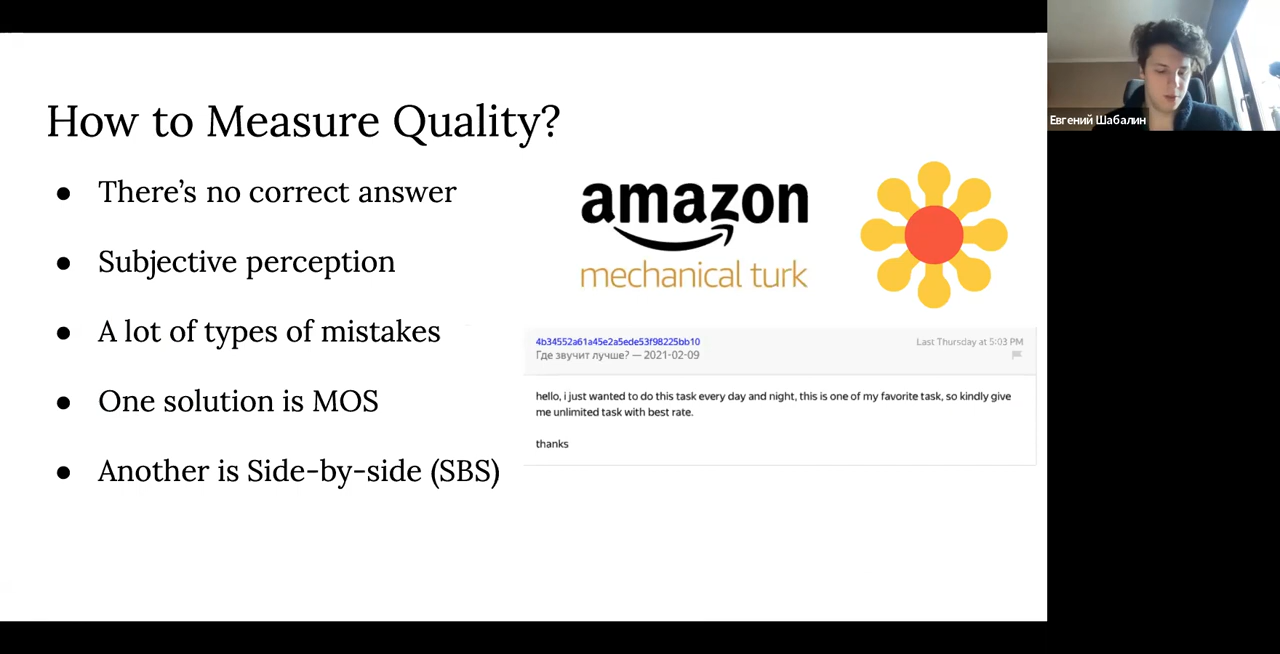 How to Measure Quality?
● There's no correct answer
● Subjective perception
● A lot of types of mistakes
● One solution is MOS
● Another is Side-by-side (SBS)
amazon
mechanical turk
4b34552a61a45e2a5ede53f98225bb10
Last Thursday at 5:03 PM
Где звучит лучше? — 2021-02-09
hello, i just wanted to do this task every day and night, this is one of my favorite task, so kindly give
me unlimited task with best rate.
thanks
Евгений Шабалин